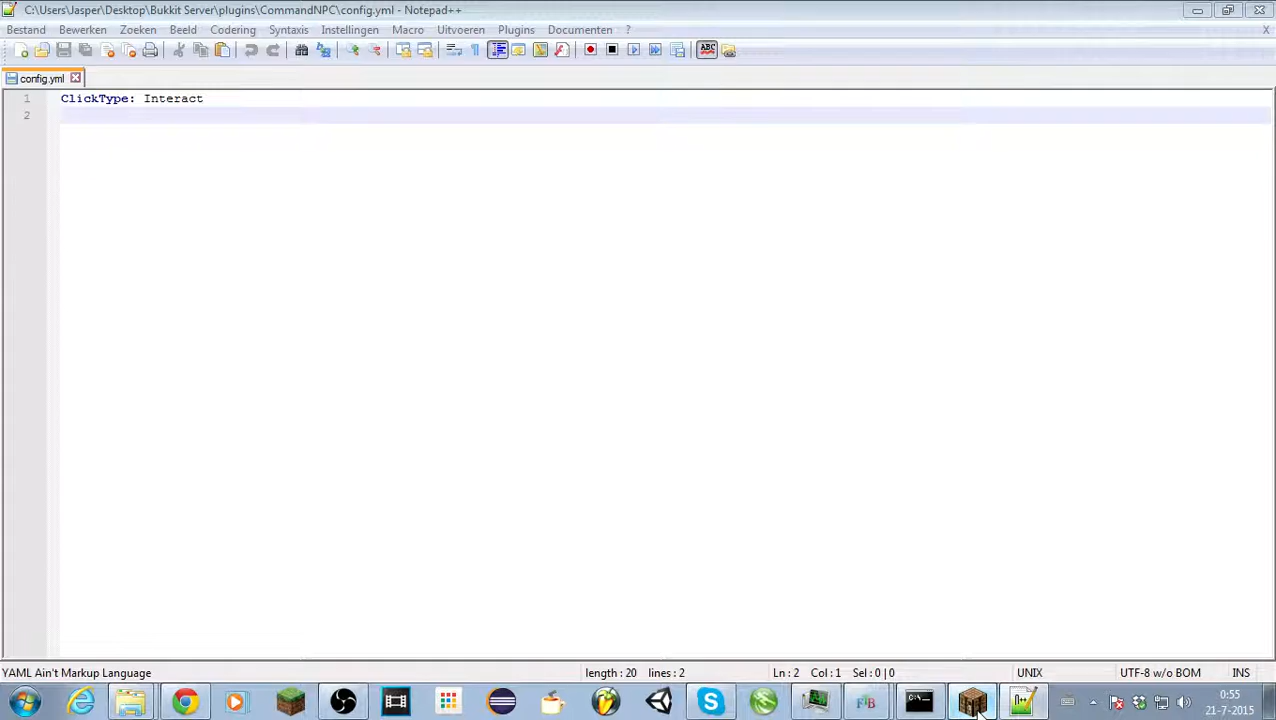 C:\Users\Jasper\Desktop\Bukkit Server\plugins\CommandNPC\config.yml - Notepad++
Bestand Bewerken Zoeken Beeld Codering Syntaxis Instellingen Macro Uitvoeren Plugins Documenten ? X
ABC
config.yml
1 ClickType: Interact
2
YAML Ain't Markup Language length : 20 lines : 2 Ln : 2 Col : 1 Sel : 0 | 0 UNIX UTF-8 w/o BOM INS
FTB
0:55
21-7-2015